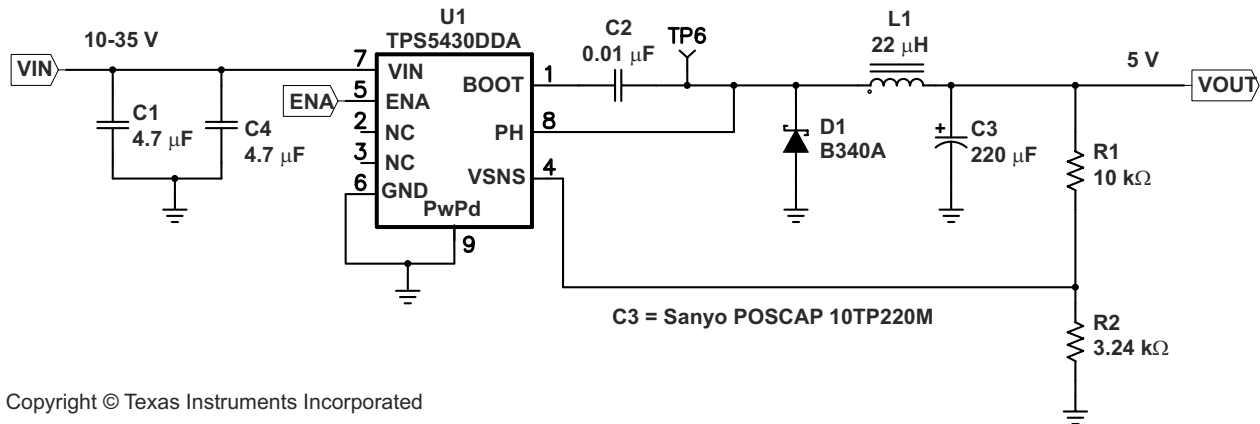 U1
TPS5430DDA
10-35 V
VIN
C1
4.7 μF
C4
4.7 μF
ENA
7
5
2
3
6
VIN
ENA
NC
NC
GND
BOOT
PH
VSNS
PwPd
1
8
4
9
C2
0.01 μF
TP6
L1
22 μH
5 V
VOUT
D1
B340A
+
C3
220 μF
R1
10 kΩ
C3 = Sanyo POSCAP 10TP220M
R2
3.24 kΩ
Copyright © Texas Instruments Incorporated